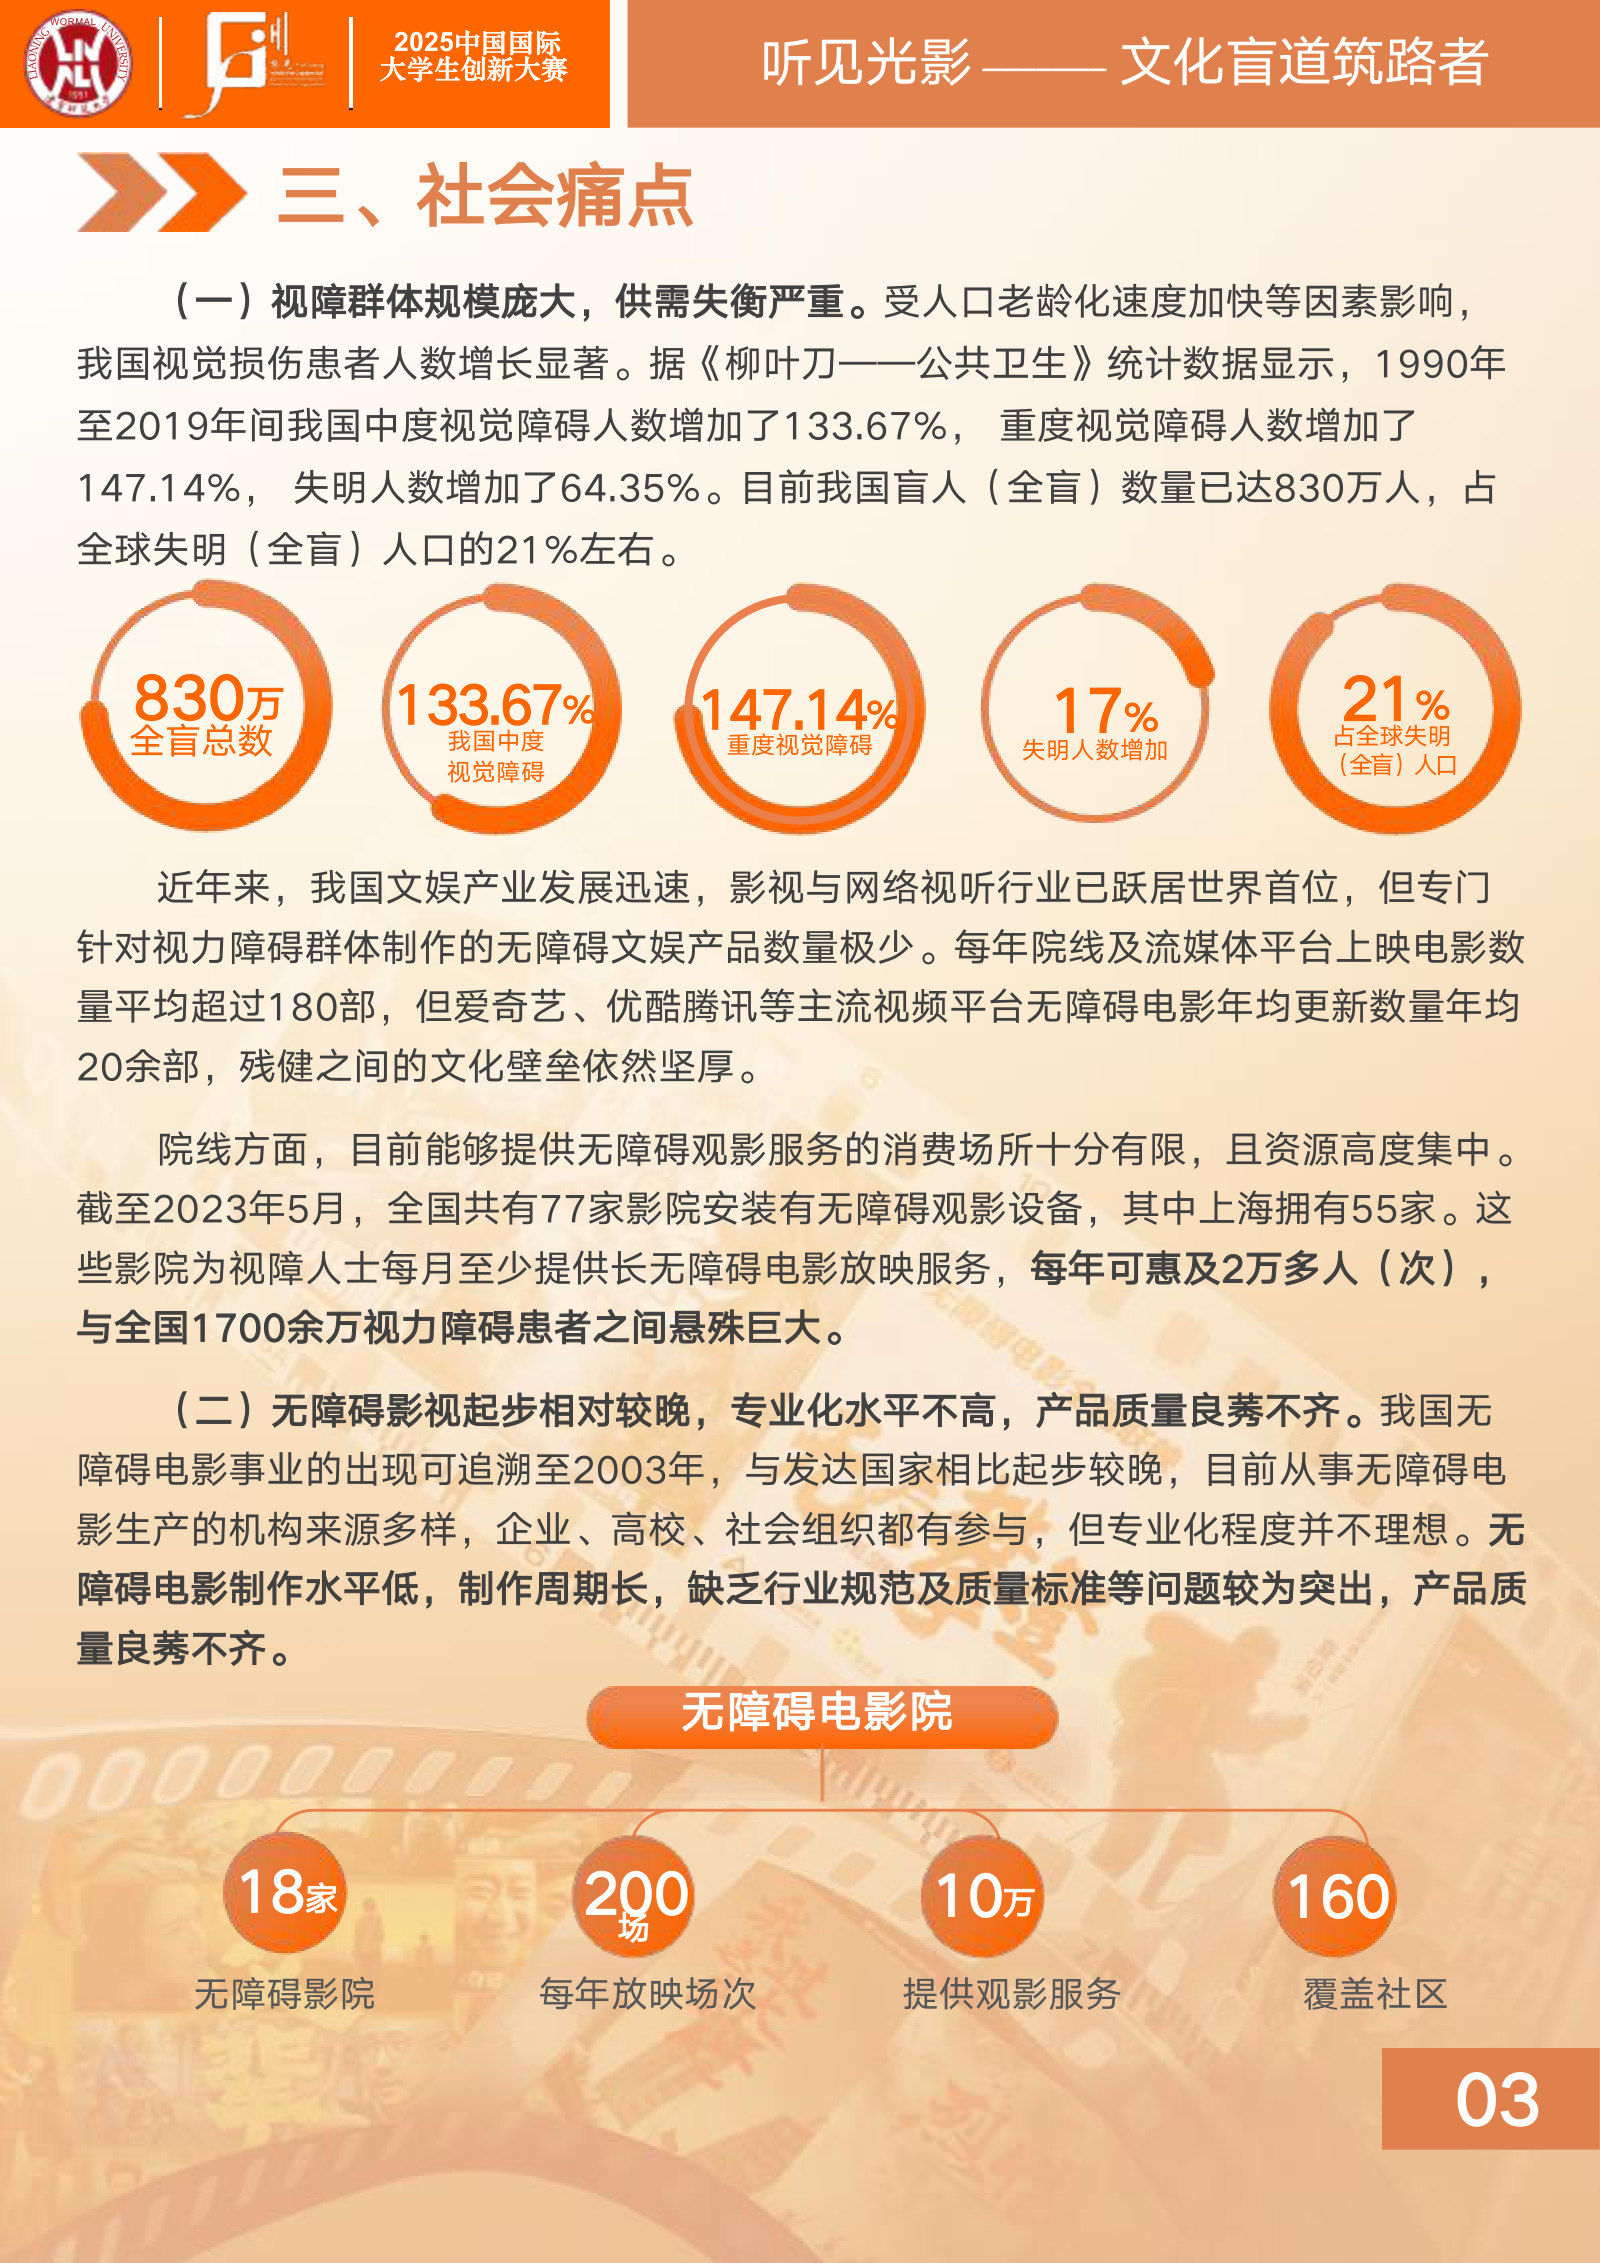 LIAONING NORMAL UNIVERSITY
1951
2025中国国际
大学生创新大赛
听见光影 —— 文化盲道筑路者
三、社会痛点
（一）视障群体规模庞大，供需失衡严重。受人口老龄化速度加快等因素影响，
我国视觉损伤患者人数增长显著。据《柳叶刀——公共卫生》统计数据显示，1990年
至2019年间我国中度视觉障碍人数增加了133.67%， 重度视觉障碍人数增加了
147.14%， 失明人数增加了64.35%。目前我国盲人（全盲）数量已达830万人，占
全球失明（全盲）人口的21%左右。
830万
全盲总数
133.67%
我国中度
视觉障碍
147.14%
重度视觉障碍
17%
失明人数增加
21%
占全球失明
（全盲）人口
近年来，我国文娱产业发展迅速，影视与网络视听行业已跃居世界首位，但专门
针对视力障碍群体制作的无障碍文娱产品数量极少。每年院线及流媒体平台上映电影数
量平均超过180部，但爱奇艺、优酷腾讯等主流视频平台无障碍电影年均更新数量年均
20余部，残健之间的文化壁垒依然坚厚。
院线方面，目前能够提供无障碍观影服务的消费场所十分有限，且资源高度集中。
截至2023年5月，全国共有77家影院安装有无障碍观影设备，其中上海拥有55家。这
些影院为视障人士每月至少提供长无障碍电影放映服务，每年可惠及2万多人（次），
与全国1700余万视力障碍患者之间悬殊巨大。
（二）无障碍影视起步相对较晚，专业化水平不高，产品质量良莠不齐。我国无
障碍电影事业的出现可追溯至2003年，与发达国家相比起步较晚，目前从事无障碍电
影生产的机构来源多样，企业、高校、社会组织都有参与，但专业化程度并不理想。无
障碍电影制作水平低，制作周期长，缺乏行业规范及质量标准等问题较为突出，产品质
量良莠不齐。
无障碍电影院
18家
无障碍影院
200
场
每年放映场次
10万
提供观影服务
160
覆盖社区
03